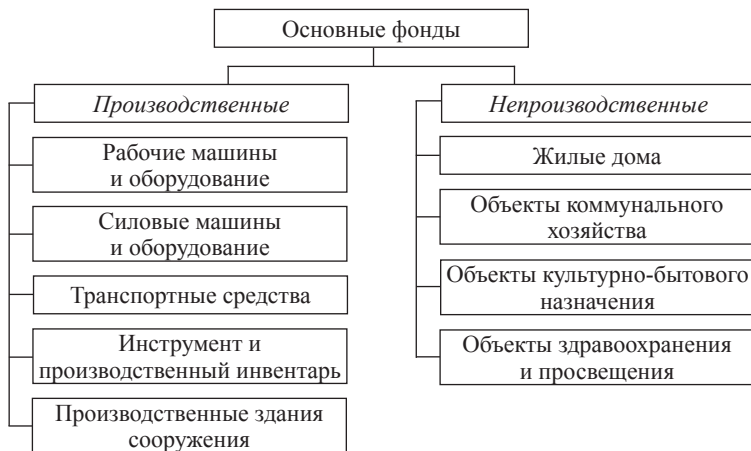 Основные фонды
Производственные
Рабочие машины
и оборудование
Силовые машины
и оборудование
Транспортные средства
Инструмент и
производственный инвентарь
Производственные здания
сооружения
Непроизводственные
Жилые дома
Объекты коммунального
хозяйства
Объекты культурно-бытового
назначения
Объекты здравоохранения
и просвещения